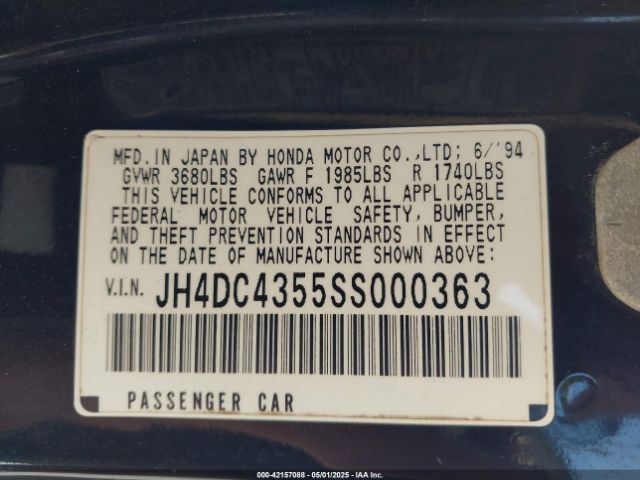 MFD.IN JAPAN BY HONDA MOTOR CO.,LTD; 6/'94
GVWR 3680LBS GAWR F 1985LBS R 1740LBS
THIS VEHICLE CONFORMS TO ALL APPLICABLE
FEDERAL MOTOR VEHICLE SAFETY, BUMPER,
AND THEFT PREVENTION STANDARDS IN EFFECT
ON THE DATE OF MANUFACTURE SHOWN ABOVE:
V.I.N. JH4DC4355SS000363
PASSENGER CAR
000-42157088 - 05/01/2025 - IAA Inc.